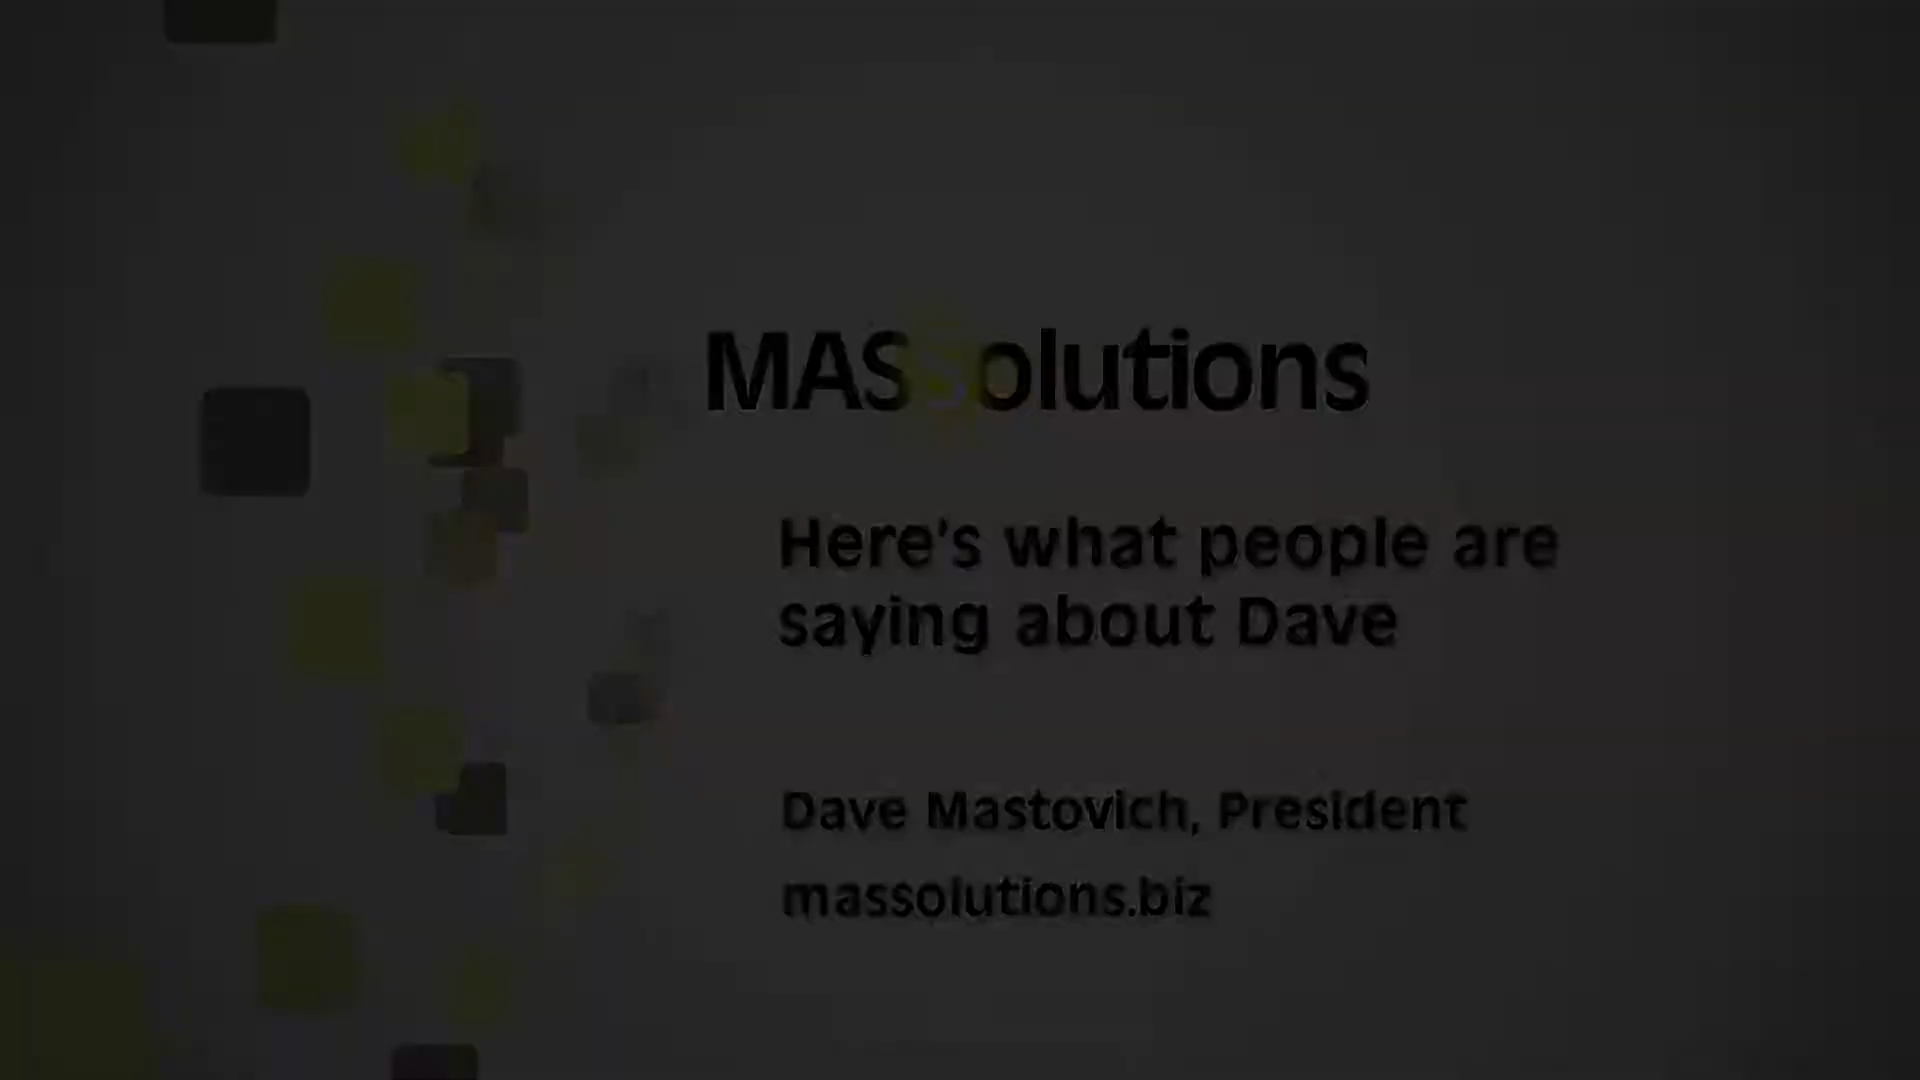 MASSolutions
Here's what people are
saying about Dave
Dave Mastovich, President
massolutions.biz